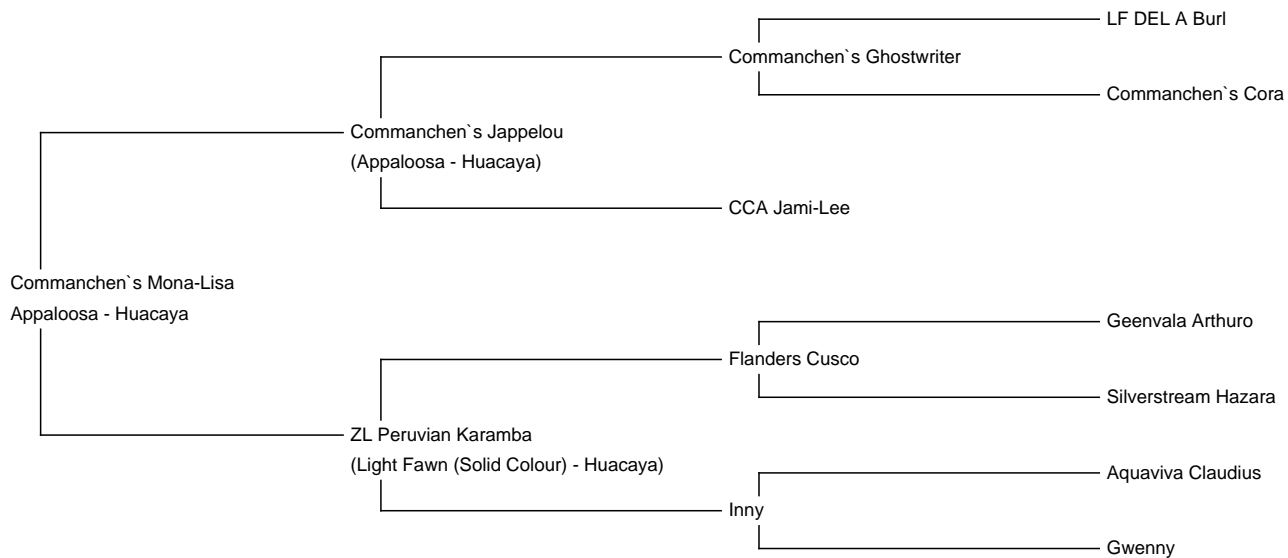 LF DEL A Burl
Commanchen`s Ghostwriter
Commanchen`s Cora
Commanchen`s Jappelou
(Appaloosa - Huacaya)
CCA Jami-Lee
Commanchen`s Mona-Lisa
Appaloosa - Huacaya
Geenvala Arthuro
Flanders Cusco
Silverstream Hazara
ZL Peruvian Karamba
(Light Fawn (Solid Colour) - Huacaya)
Aquaviva Claudius
Inny
Gwenny